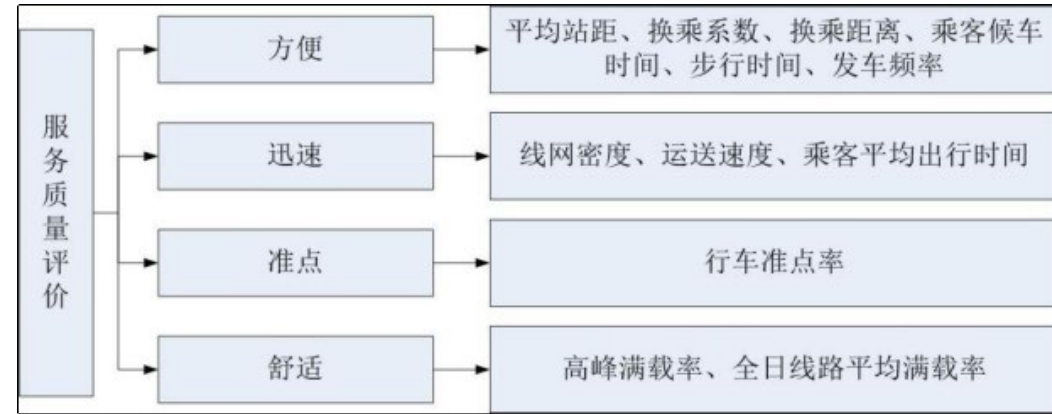 服务质量评价
方便
平均站距、换乘系数、换乘距离、乘客候车
时间、步行时间、发车频率
迅速
线网密度、运送速度、乘客平均出行时间
准点
行车准点率
舒适
高峰满载率、全日线路平均满载率